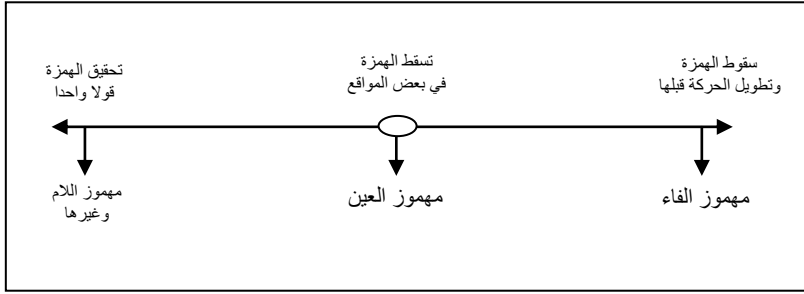 سقوط الهمزة
وتطويل الحركة قبلها
تسقط الهمزة
في بعض المواقع
تحقيق الهمزة
قولا واحدا
مهموز الفاء
مهموز العين
مهموز اللام
وغيرها